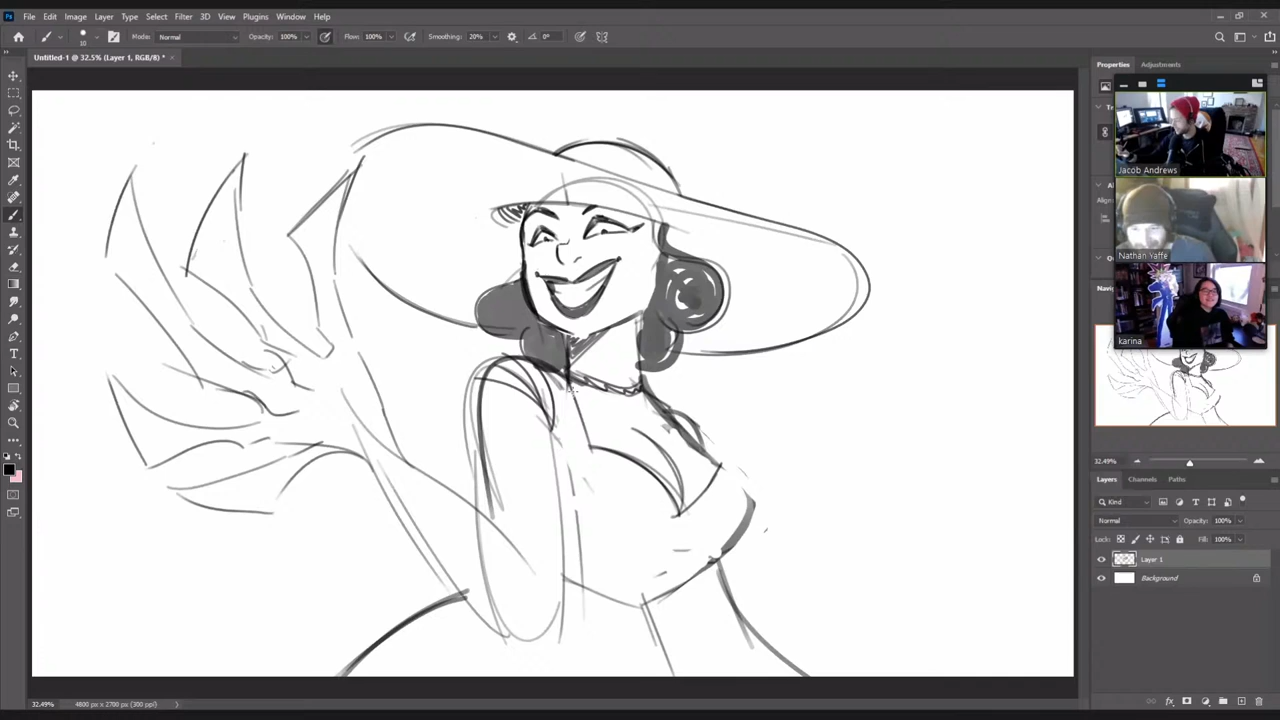 Ps File Edit Image Layer Type Select Filter 3D View Plugins Window Help
10 Mode: Normal Opacity: 100% Flow: 100% Smoothing: 20% 0°
Untitled-1 @ 32.5% (Layer 1, RGB/8) * ×
Properties Adjustments
Jacob Andrews
Nathan Yaffe
karina
32.49%
Layers Channels Paths
Kind
Normal Opacity: 100%
Lock: Fill: 100%
Layer 1
Background
32.49% 4800 px x 2700 px (300 ppi)